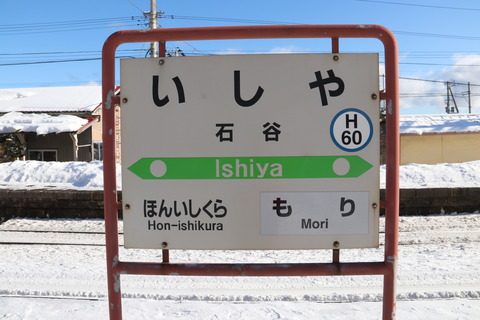 いしや
石谷
H
60
Ishiya
ほんいしくら
Hon-ishikura
もり
Mori